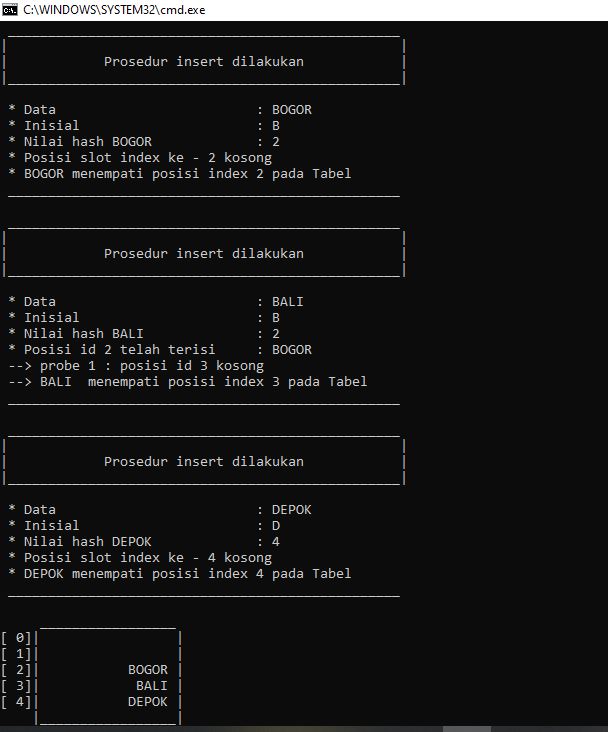 C:\WINDOWS\SYSTEM32\cmd.exe
Prosedur insert dilakukan
* Data : BOGOR
* Inisial : B
* Nilai hash BOGOR : 2
* Posisi slot index ke - 2 kosong
* BOGOR menempati posisi index 2 pada Tabel
Prosedur insert dilakukan
* Data : BALI
* Inisial : B
* Nilai hash BALI : 2
* Posisi id 2 telah terisi : BOGOR
--> probe 1 : posisi id 3 kosong
--> BALI  menempati posisi index 3 pada Tabel
Prosedur insert dilakukan
* Data : DEPOK
* Inisial : D
* Nilai hash DEPOK : 4
* Posisi slot index ke - 4 kosong
* DEPOK menempati posisi index 4 pada Tabel
[ 0]| |
[ 1]| |
[ 2]| BOGOR |
[ 3]| BALI |
[ 4]| DEPOK |